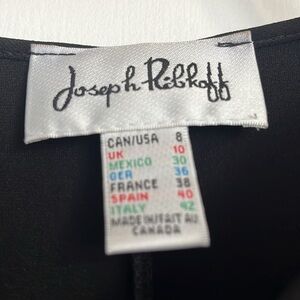 Joseph Ribkoff
CAN/USA 8
UK 10
MEXICO 30
GER 36
FRANCE 38
SPAIN 40
ITALY 42
MADE IN/FAIT AU
CANADA